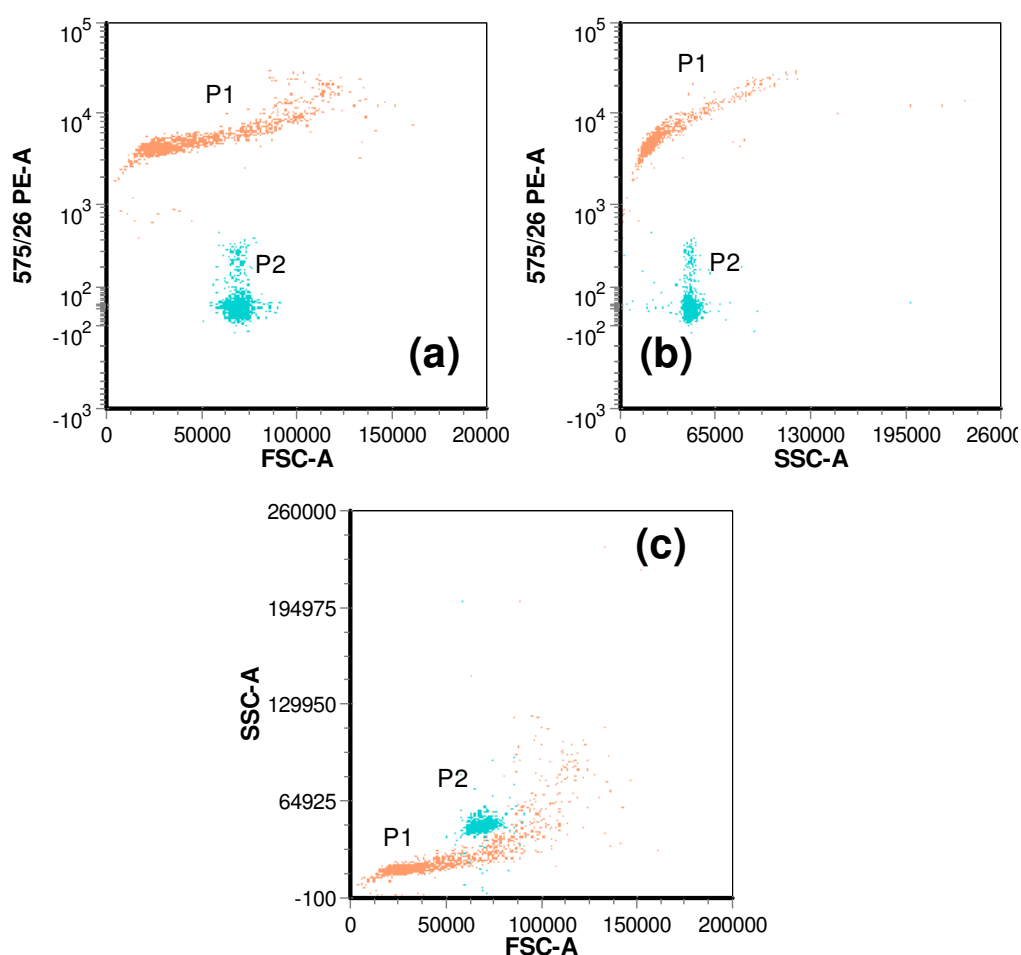 10^5
10^4
10^3
10^2
-10^2
-10^3
575/26 PE-A
P1
P2
(a)
0 50000 100000 150000 20000
FSC-A
10^5
10^4
10^3
10^2
-10^2
-10^3
575/26 PE-A
P1
P2
(b)
0 65000 130000 195000 26000
SSC-A
260000
194975
129950
64925
-100
SSC-A
(c)
P2
P1
0 50000 100000 150000 200000
FSC-A